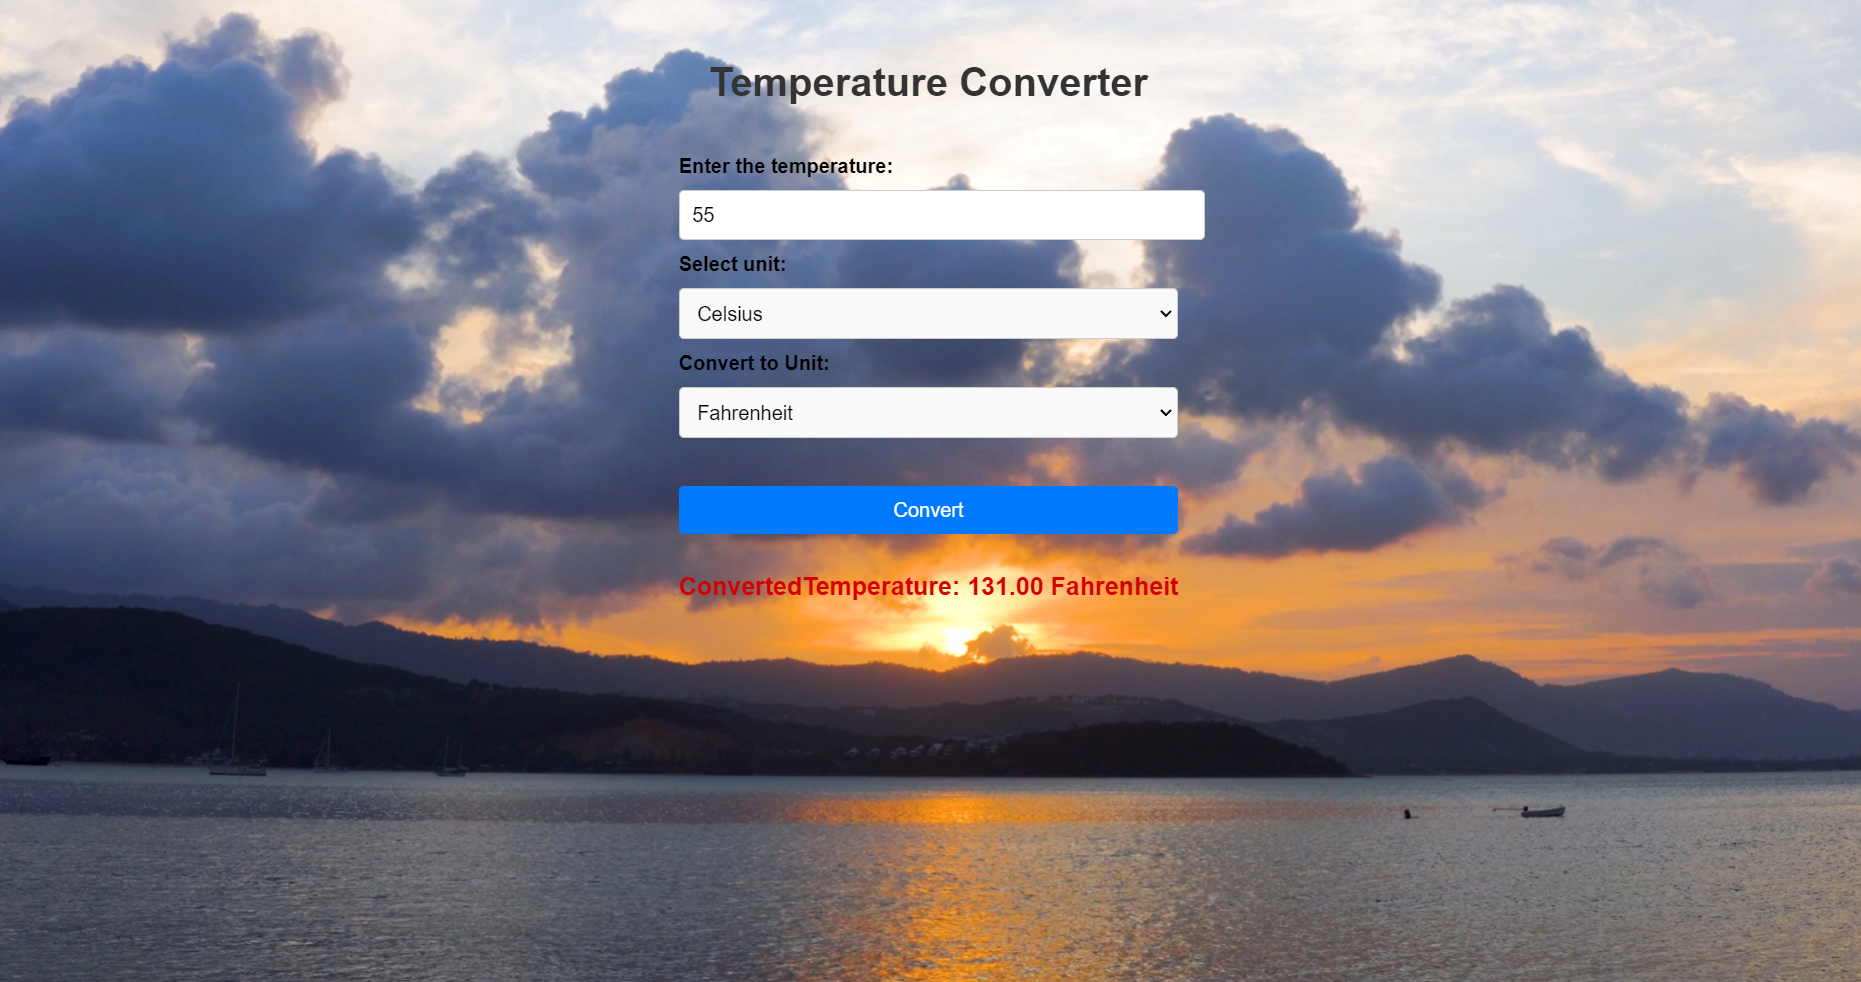 Temperature Converter
Enter the temperature:
55
Select unit:
Celsius
Convert to Unit:
Fahrenheit
Convert
ConvertedTemperature: 131.00 Fahrenheit